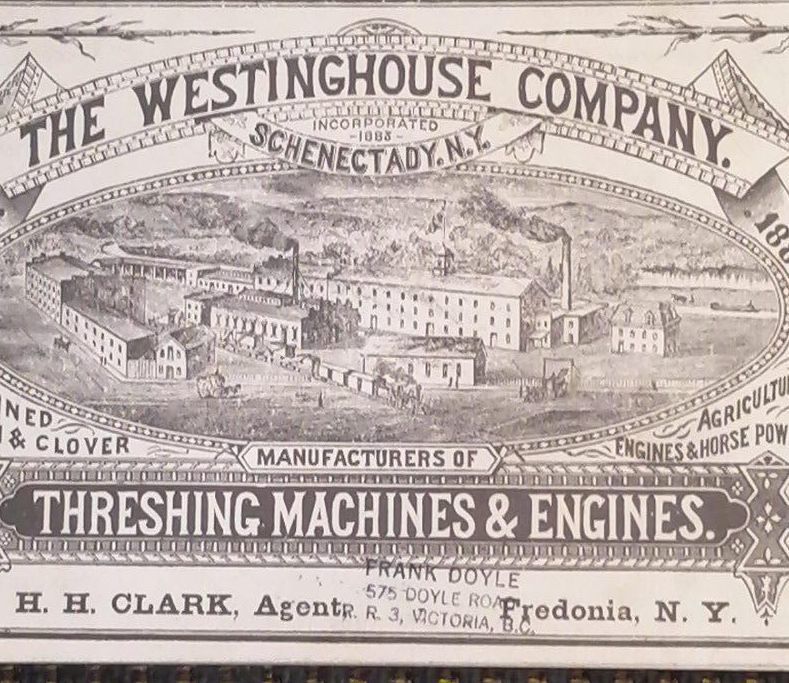 THE WESTINGHOUSE COMPANY.
INCORPORATED
-1883-
SCHENECTADY, N.Y.
& CLOVER
ENGINES & HORSE POW
MANUFACTURERS OF
THRESHING MACHINES & ENGINES.
FRANK DOYLE
575 DOYLE ROAD
R. R. 3, VICTORIA, B.C.
H. H. CLARK, Agent, Fredonia, N. Y.